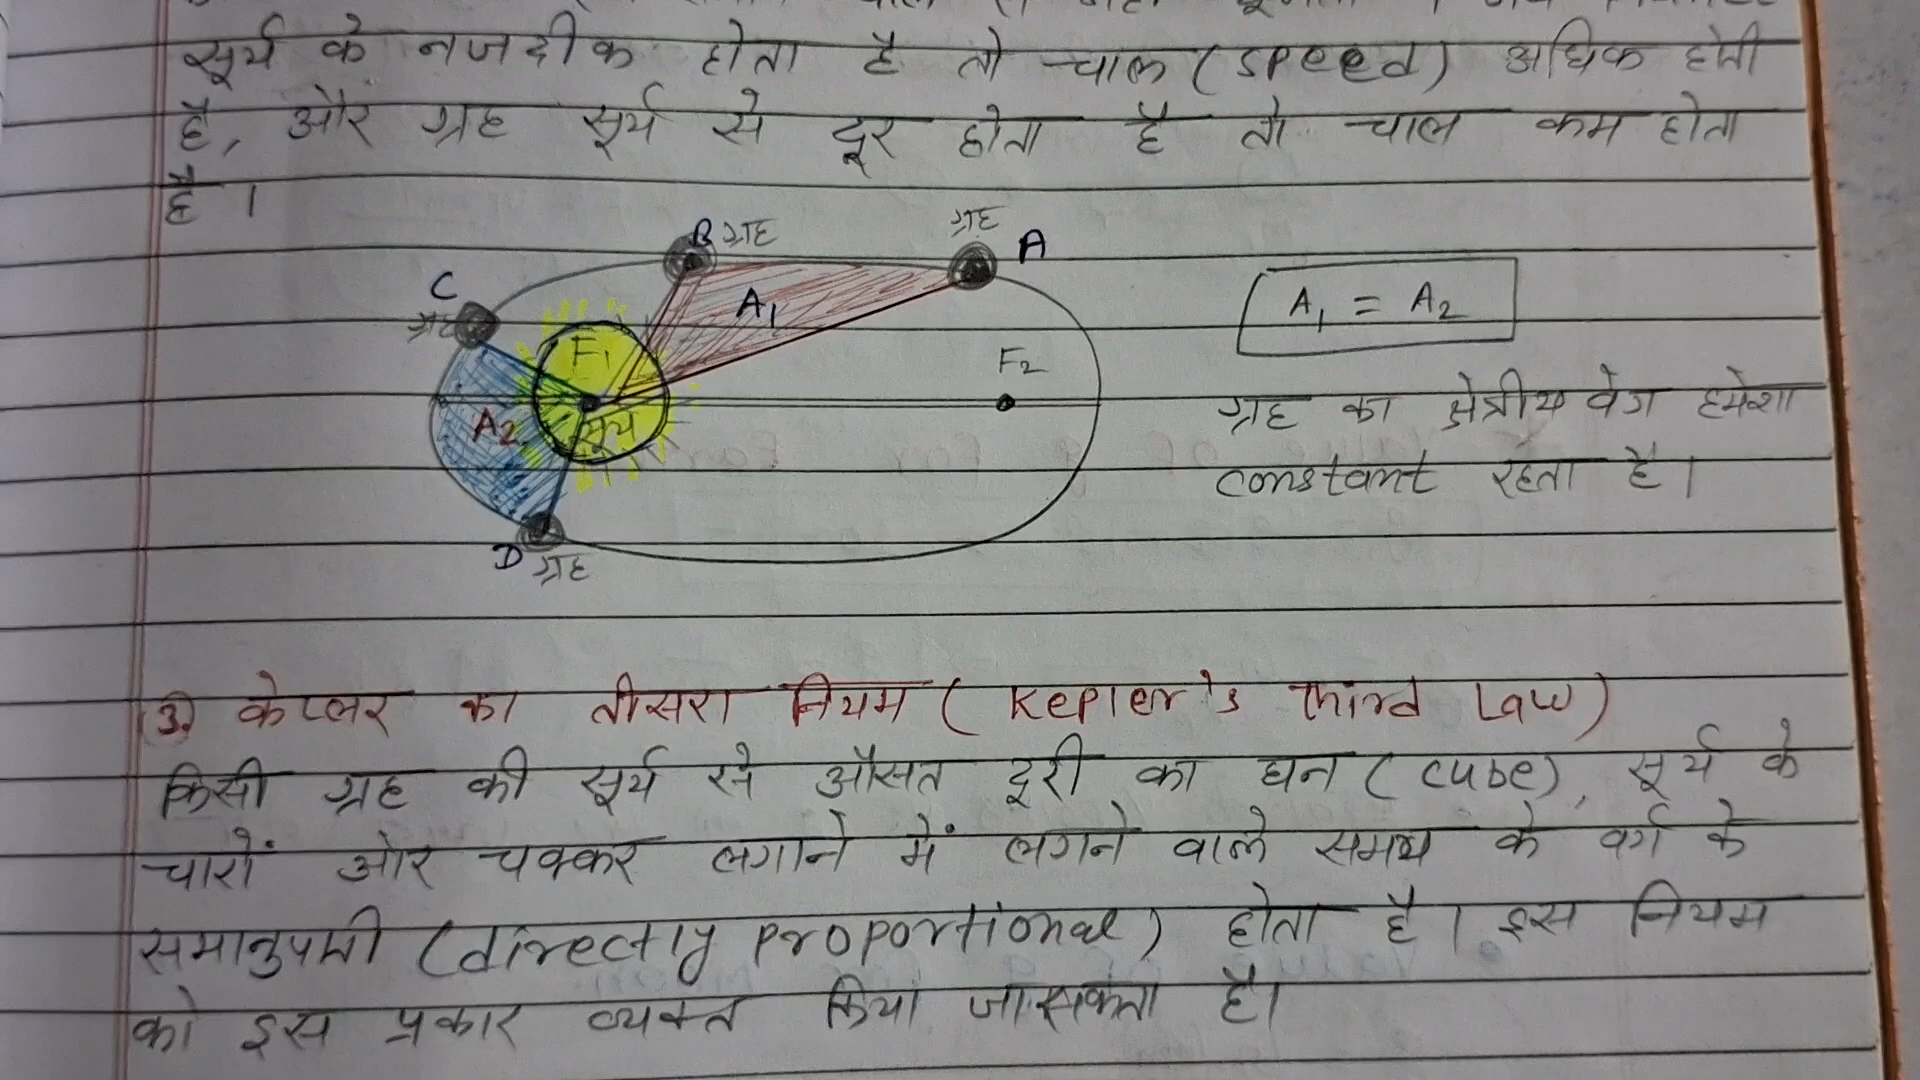 सूर्य के नजदीक होता है तो चाल (speed) अधिक होती
है, और ग्रह सूर्य से दूर होता है तो चाल कम होता
है ।
B ग्रह
ग्रह
A
C
ग्रह
A₁
F₁
F₂
A₂
सूर्य
D ग्रह
A₁ = A₂
ग्रह का क्षेत्रीय वेग हमेशा
constant रहता है ।
(3) केप्लर का तीसरा नियम ( Kepler's Third Law)
किसी ग्रह की सूर्य से औसत दूरी का घन (cube), सूर्य के
चारों ओर चक्कर लगाने में लगने वाले समय के वर्ग के
समानुपाती (directly proportional) होता है । इस नियम
को इस प्रकार व्यक्त किया जा सकता है।